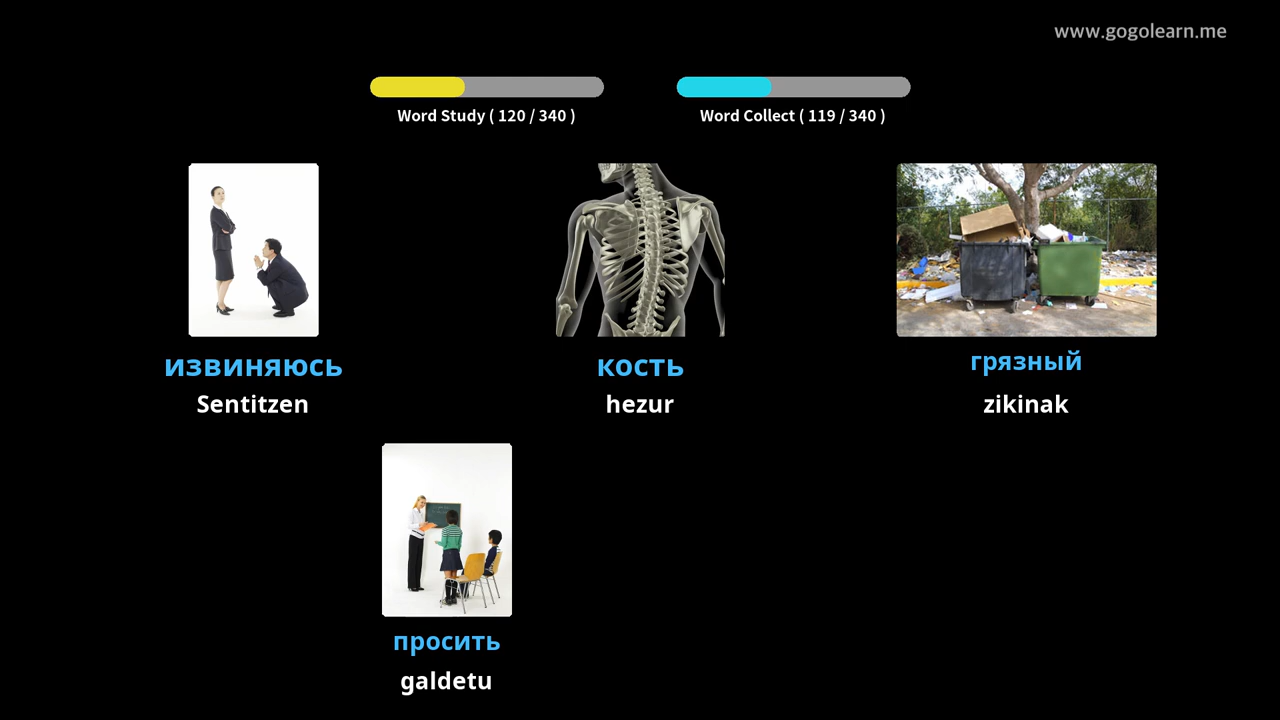 www.gogolearn.me
Word Study ( 120 / 340 )
Word Collect ( 119 / 340 )
извиняюсь
Sentitzen
кость
hezur
грязный
zikinak
просить
galdetu